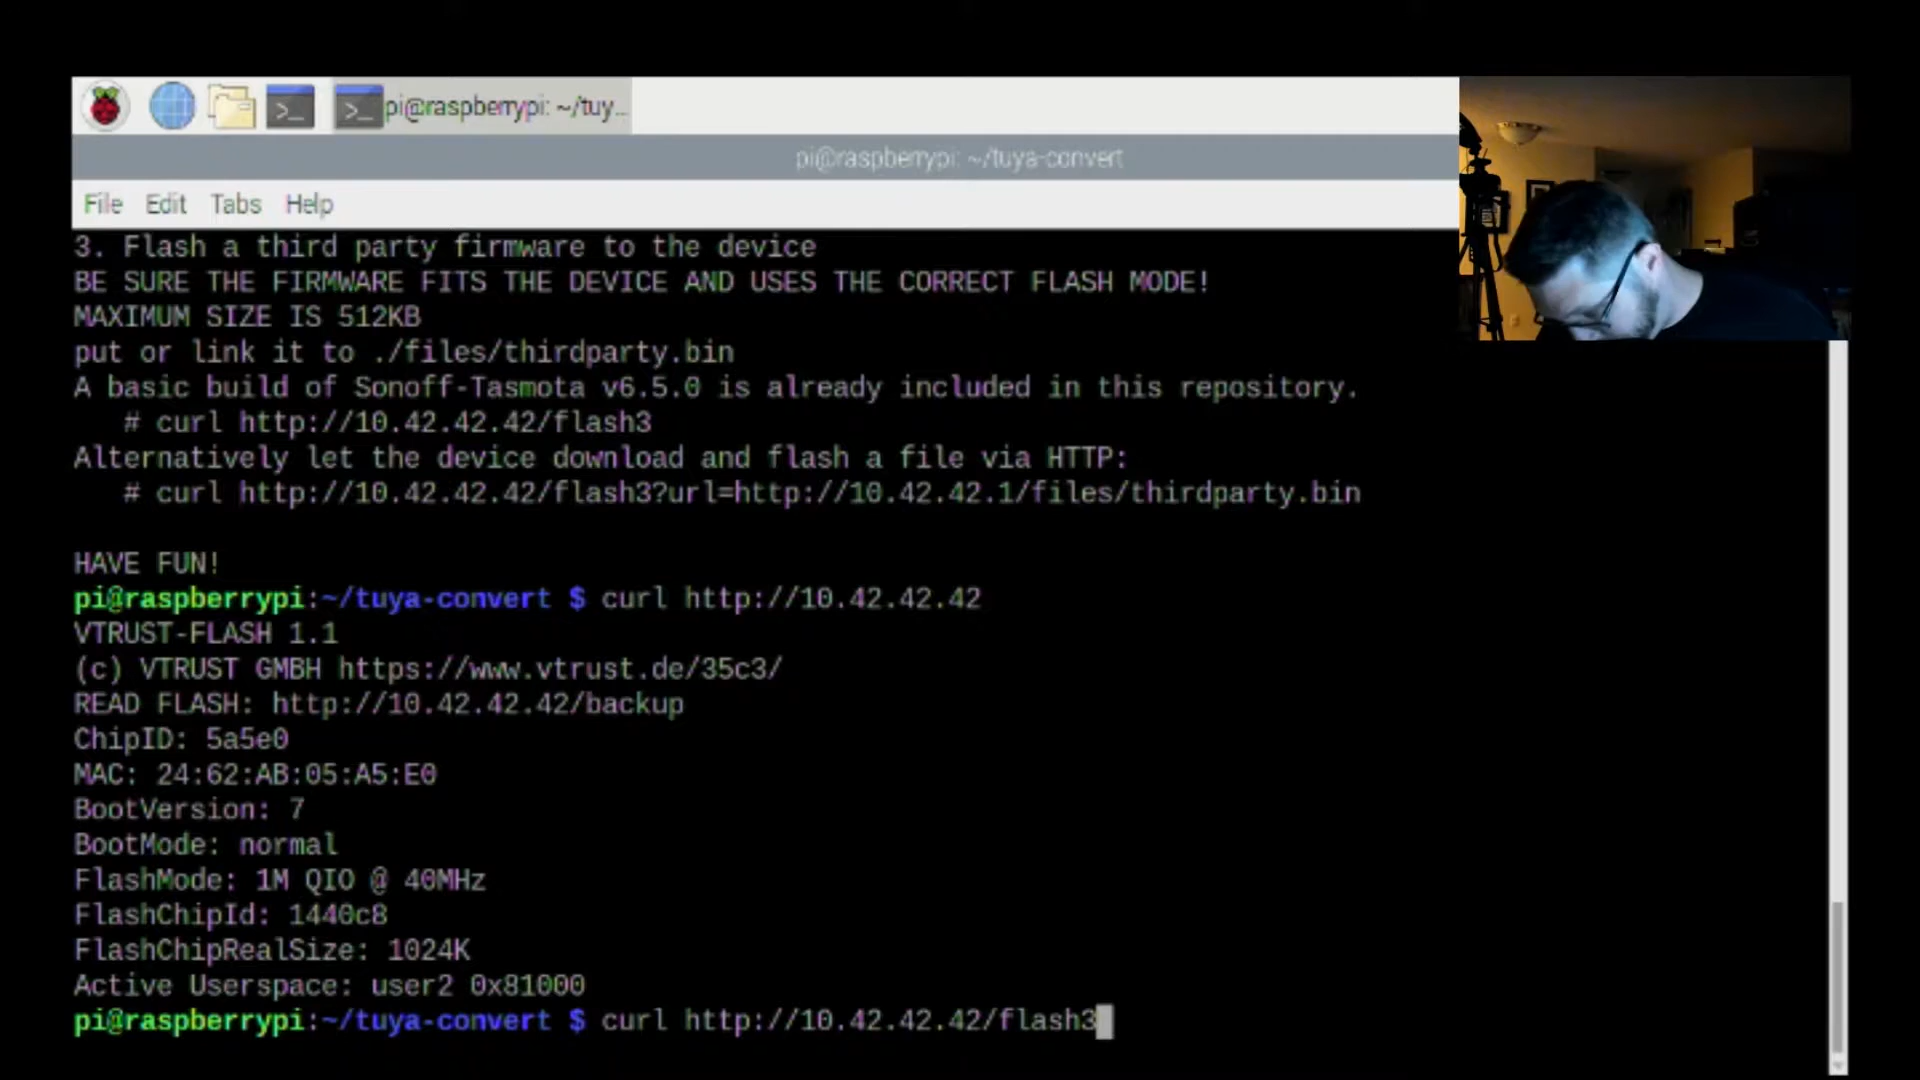 pi@raspberrypi: ~/tuy...
pi@raspberrypi: ~/tuya-convert
File Edit Tabs Help
3. Flash a third party firmware to the device
BE SURE THE FIRMWARE FITS THE DEVICE AND USES THE CORRECT FLASH MODE!
MAXIMUM SIZE IS 512KB
put or link it to ./files/thirdparty.bin
A basic build of Sonoff-Tasmota v6.5.0 is already included in this repository.
# curl http://10.42.42.42/flash3
Alternatively let the device download and flash a file via HTTP:
# curl http://10.42.42.42/flash3?url=http://10.42.42.1/files/thirdparty.bin
HAVE FUN!
pi@raspberrypi:~/tuya-convert $ curl http://10.42.42.42
VTRUST-FLASH 1.1
(c) VTRUST GMBH https://www.vtrust.de/35c3/
READ FLASH: http://10.42.42.42/backup
ChipID: 5a5e0
MAC: 24:62:AB:05:A5:E0
BootVersion: 7
BootMode: normal
FlashMode: 1M QIO @ 40MHz
FlashChipId: 1440c8
FlashChipRealSize: 1024K
Active Userspace: user2 0x81000
pi@raspberrypi:~/tuya-convert $ curl http://10.42.42.42/flash3